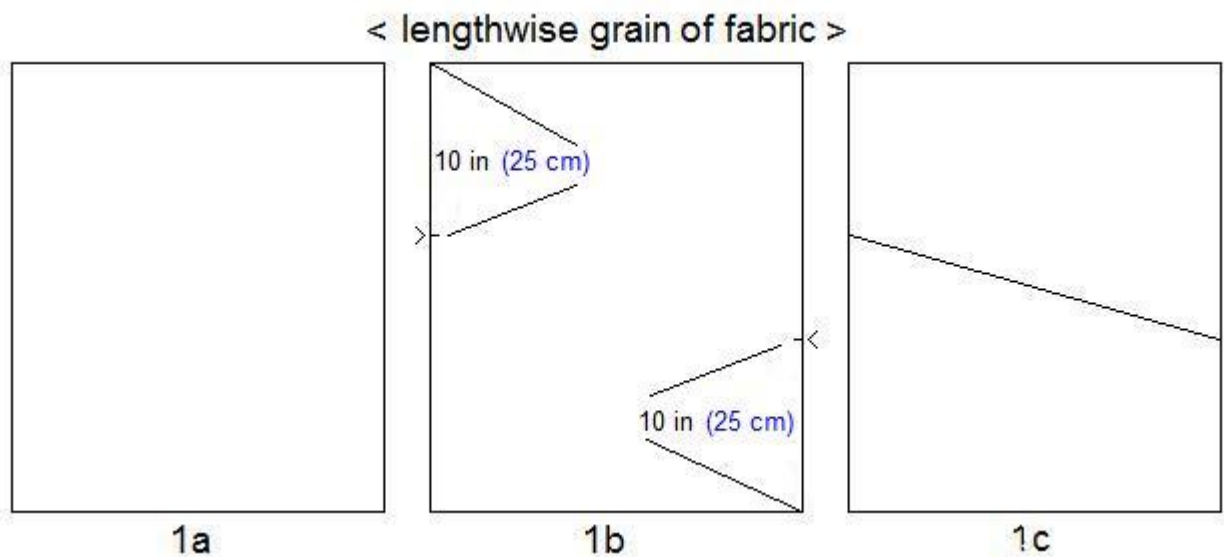 < lengthwise grain of fabric >
10 in (25 cm)
10 in (25 cm)
1a
1b
1c